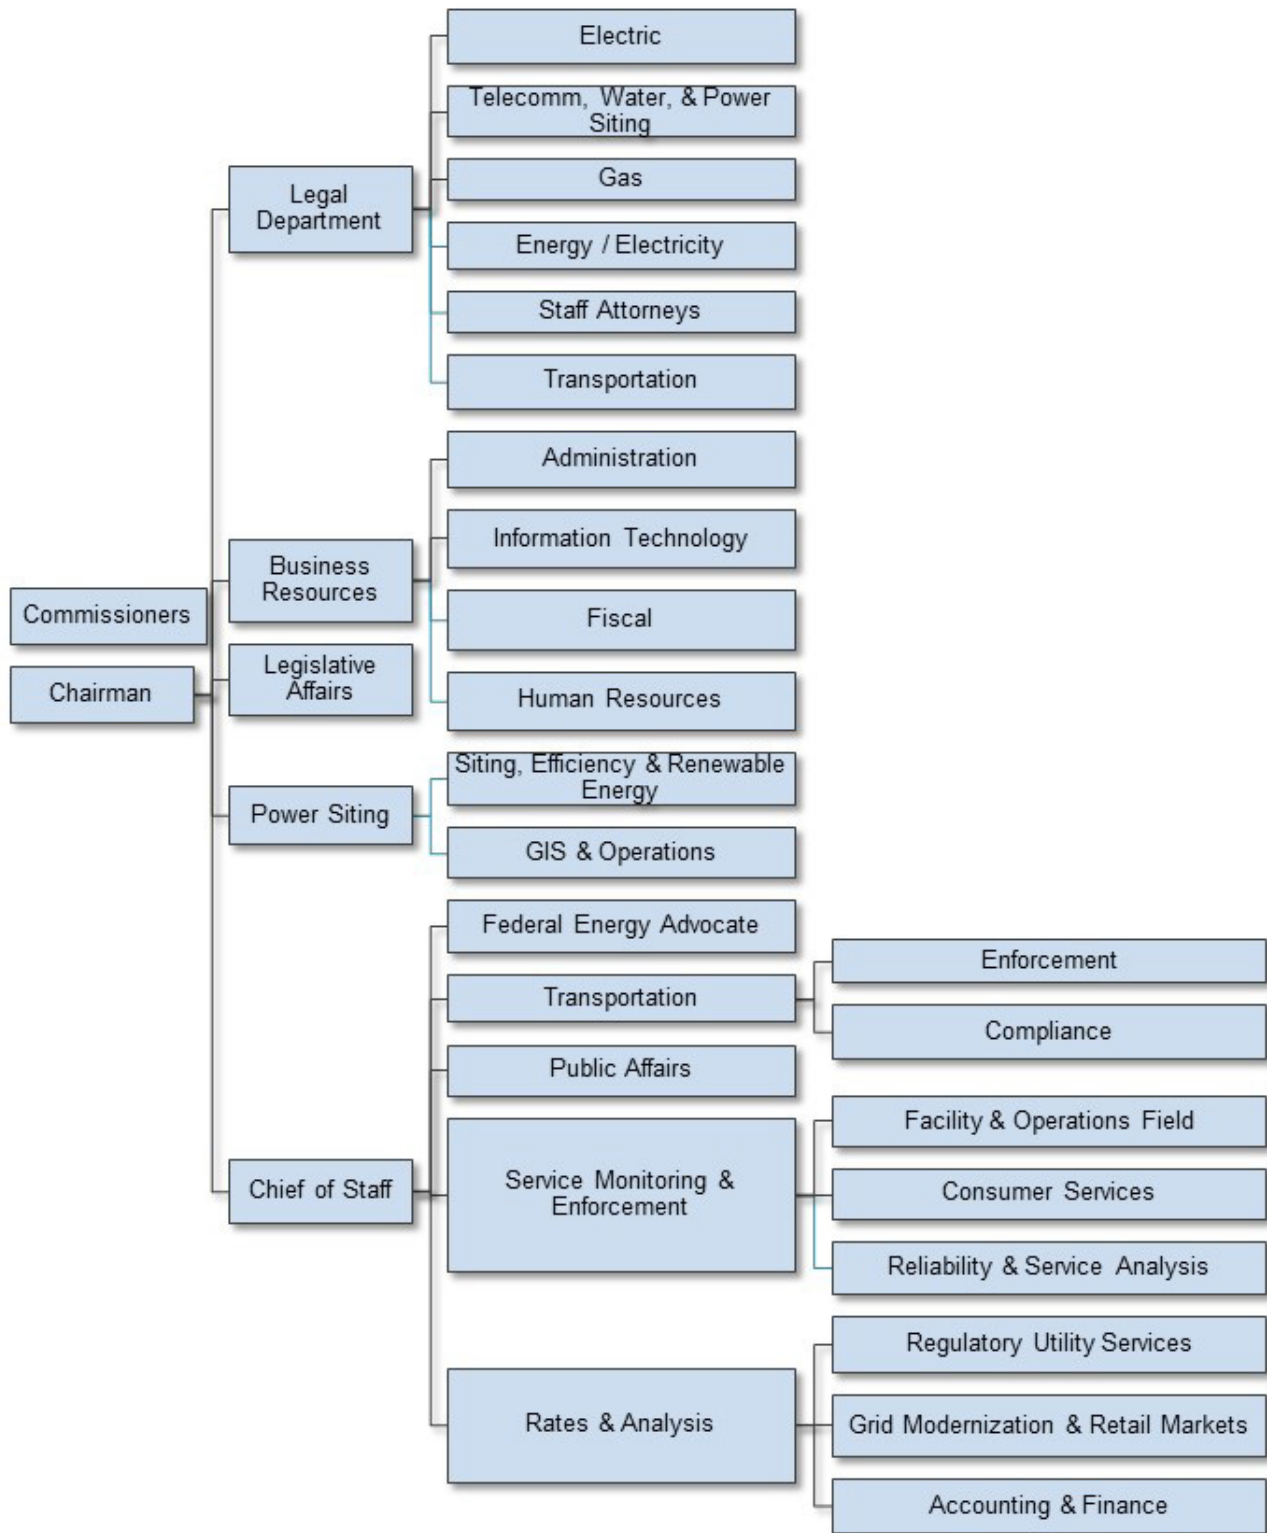 Electric
Telecomm, Water, & Power
Siting
Gas
Energy / Electricity
Staff Attorneys
Transportation
Legal
Department
Administration
Information Technology
Fiscal
Human Resources
Business
Resources
Commissioners
Chairman
Legislative
Affairs
Siting, Efficiency & Renewable
Energy
GIS & Operations
Power Siting
Federal Energy Advocate
Transportation
Enforcement
Compliance
Public Affairs
Chief of Staff
Service Monitoring &
Enforcement
Facility & Operations Field
Consumer Services
Reliability & Service Analysis
Rates & Analysis
Regulatory Utility Services
Grid Modernization & Retail Markets
Accounting & Finance